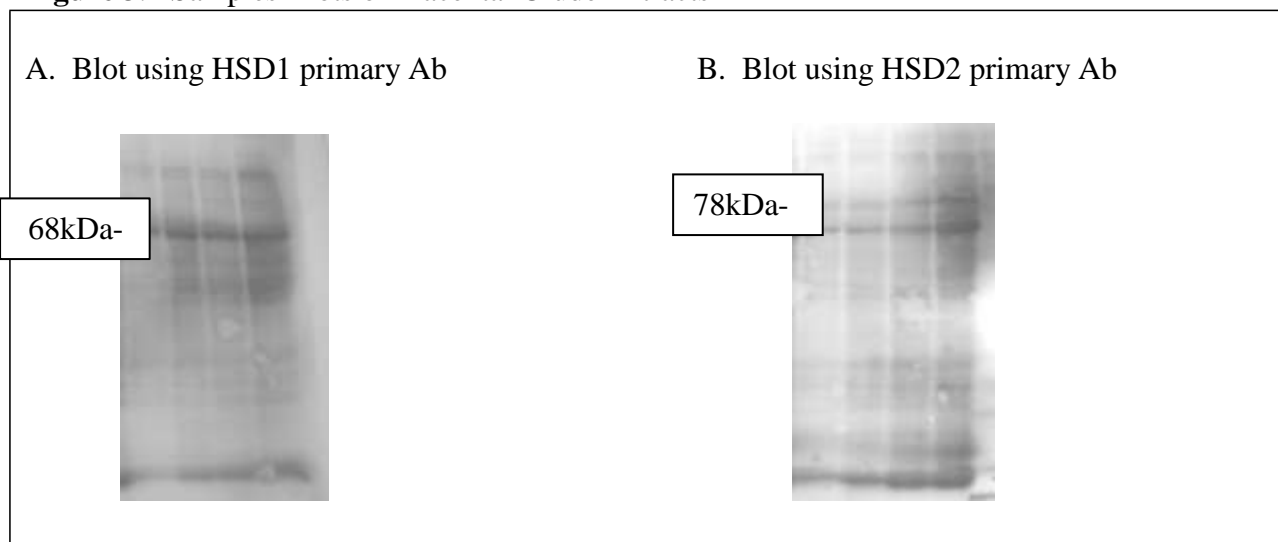 A. Blot using HSD1 primary Ab
B. Blot using HSD2 primary Ab
68kDa-
78kDa-